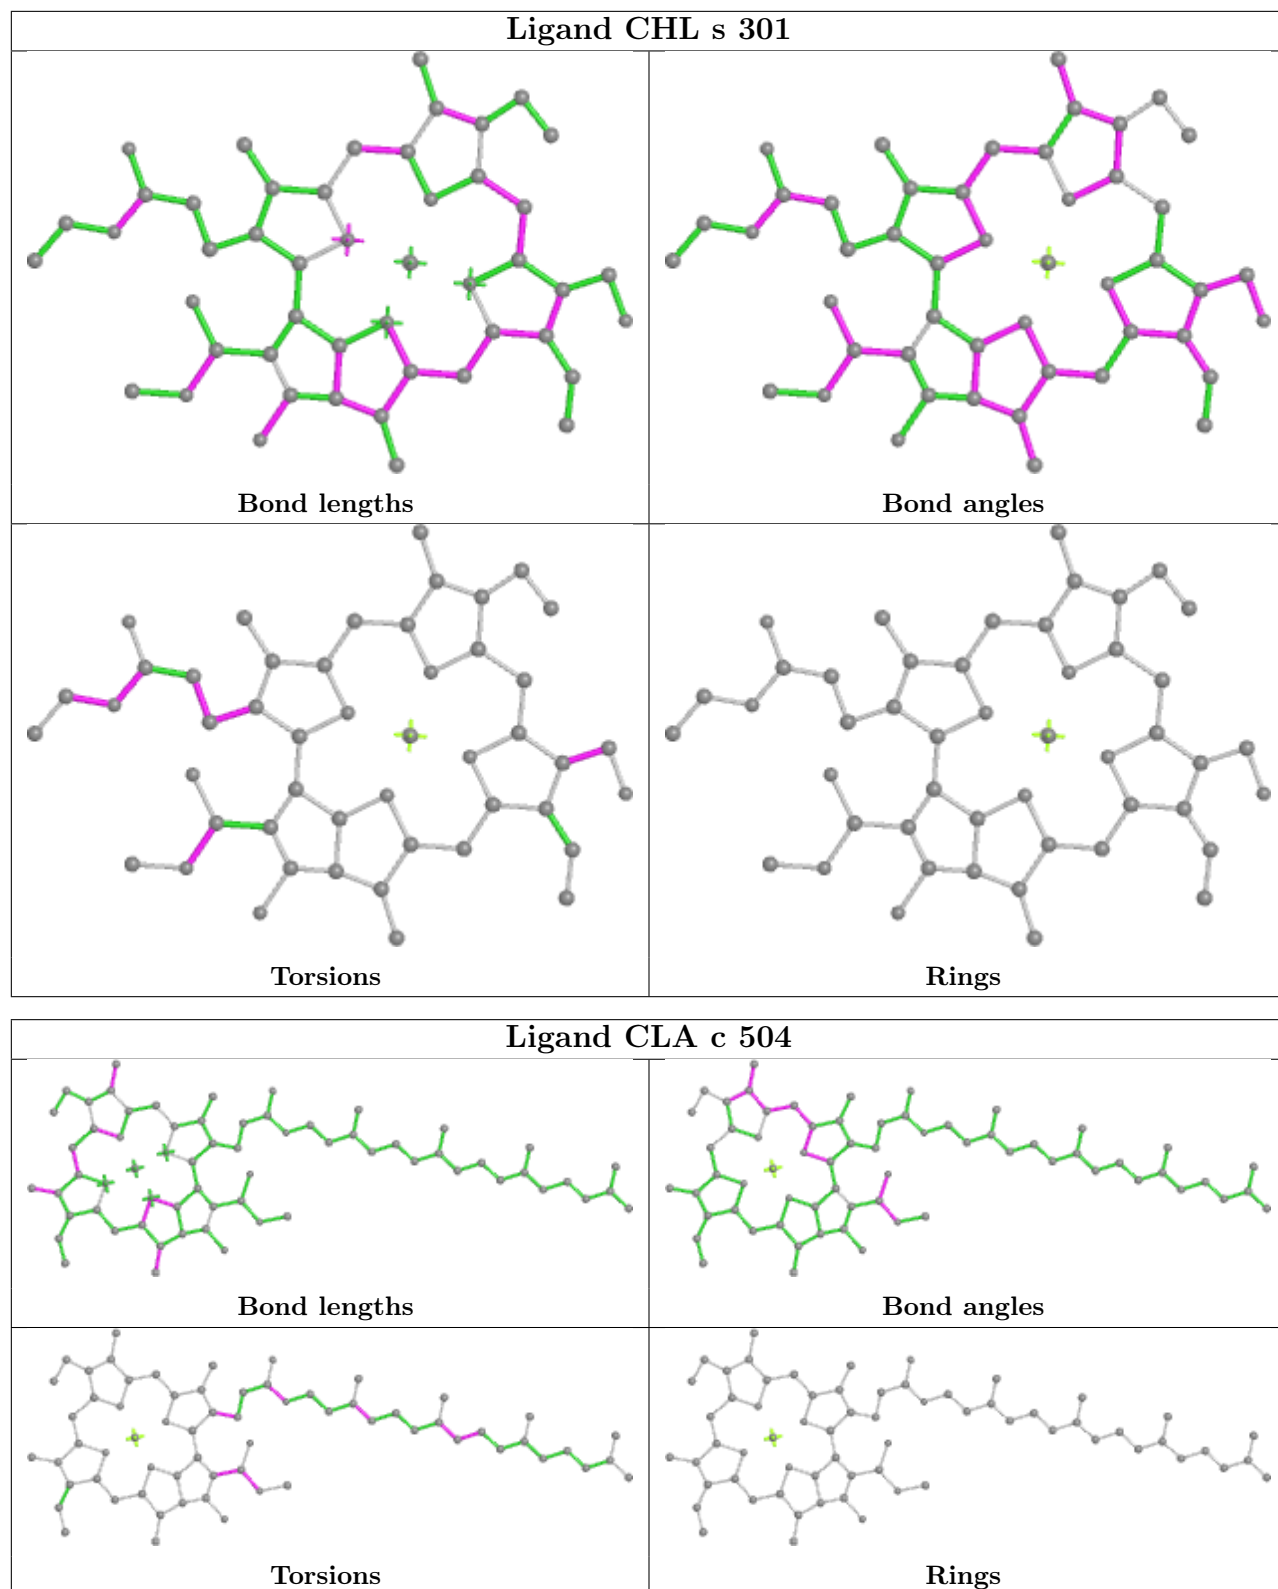 Ligand CHL s 301
Bond lengths
Bond angles
Torsions
Rings
Ligand CLA c 504
Bond lengths
Bond angles
Torsions
Rings